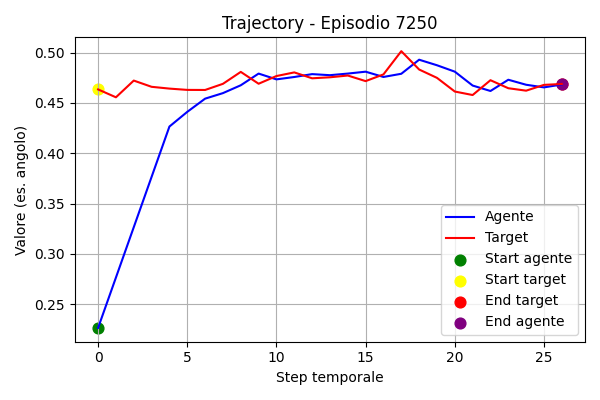 Trajectory - Episodio 7250
Valore (es. angolo)
0.50
0.45
0.40
0.35
0.30
0.25
0
5
10
15
20
25
Step temporale
Agente
Target
Start agente
Start target
End target
End agente